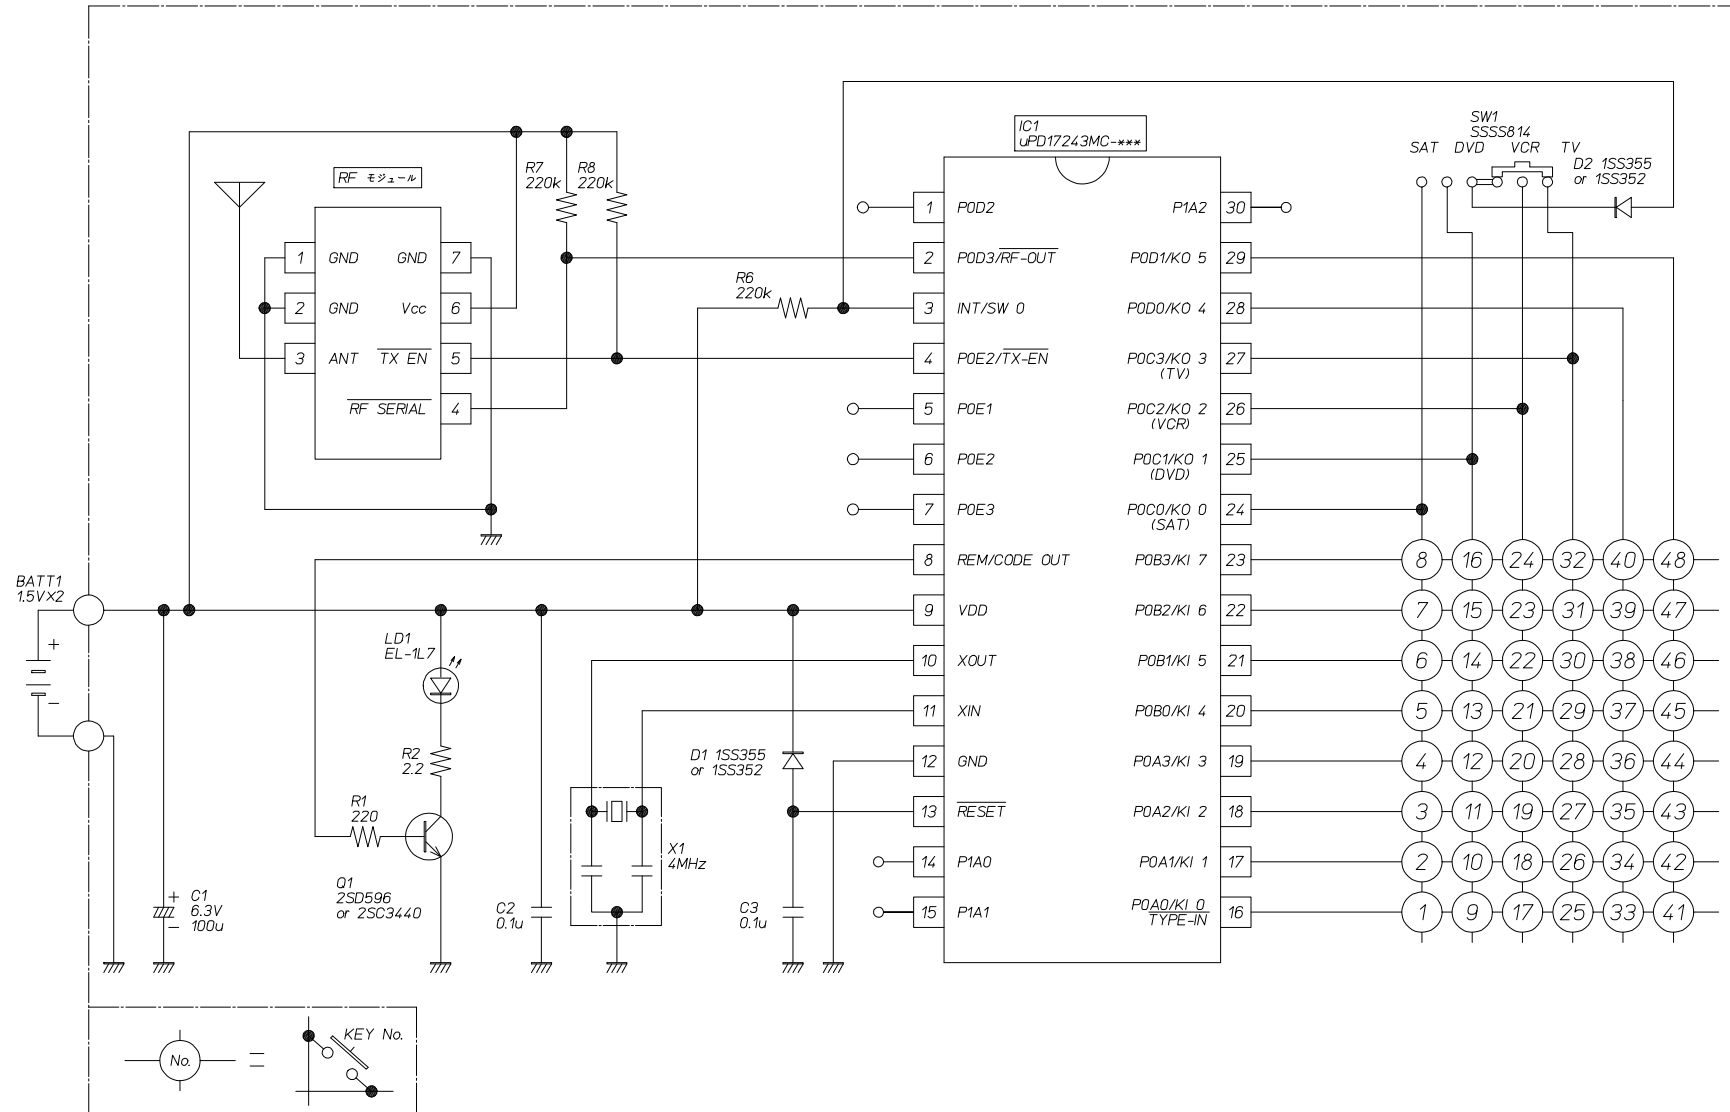 IC1
uPD17243MC-***
SW1
SSSS814
SAT DVD VCR TV
D2 1SS355
or 1SS352
RF モジュール
R7
220k
R8
220k
1 GND
2 GND
3 ANT
GND 7
Vcc 6
TX EN 5
RF SERIAL 4
R6
220k
1 P0D2
2 P0D3/RF-OUT
3 INT/SW 0
4 P0E2/TX-EN
5 P0E1
6 P0E2
7 P0E3
8 REM/CODE OUT
9 VDD
10 XOUT
11 XIN
12 GND
13 RESET
14 P1A0
15 P1A1
P1A2 30
P0D1/KO 5 29
P0D0/KO 4 28
P0C3/KO 3 27
(TV)
P0C2/KO 2 26
(VCR)
P0C1/KO 1 25
(DVD)
P0C0/KO 0 24
(SAT)
P0B3/KI 7 23
P0B2/KI 6 22
P0B1/KI 5 21
P0B0/KI 4 20
P0A3/KI 3 19
P0A2/KI 2 18
P0A1/KI 1 17
P0A0/KI 0 16
TYPE-IN
8 16 24 32 40 48
7 15 23 31 39 47
6 14 22 30 38 46
5 13 21 29 37 45
4 12 20 28 36 44
3 11 19 27 35 43
2 10 18 26 34 42
1 9 17 25 33 41
BATT1
1.5V×2
+
-
LD1
EL-1L7
R2
2.2
R1
220
Q1
2SD596
or 2SC3440
+ C1
6.3V
- 100u
C2
0.1u
X1
4MHz
D1 1SS355
or 1SS352
C3
0.1u
No. = KEY No.